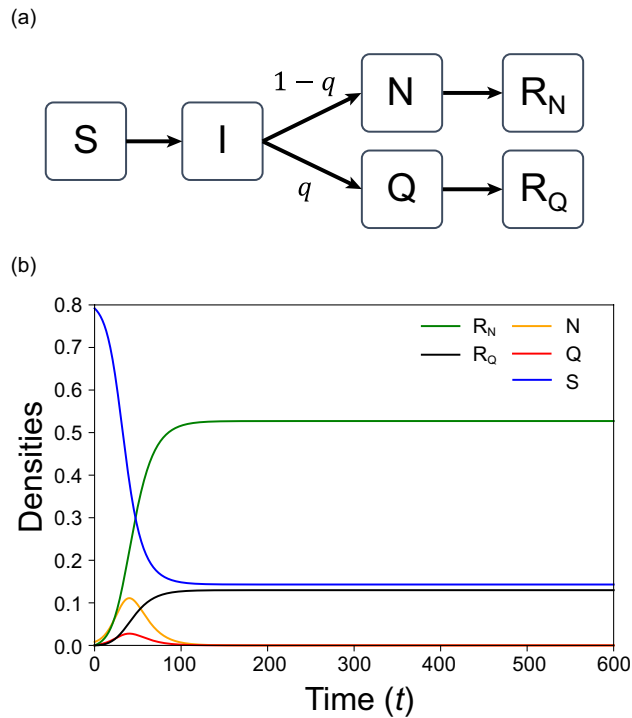 (a)
S
I
1 − q
q
N
R_N
Q
R_Q
(b)
Densities
0.8
0.7
0.6
0.5
0.4
0.3
0.2
0.1
0.0
R_N
R_Q
N
Q
S
0 100 200 300 400 500 600
Time (t)